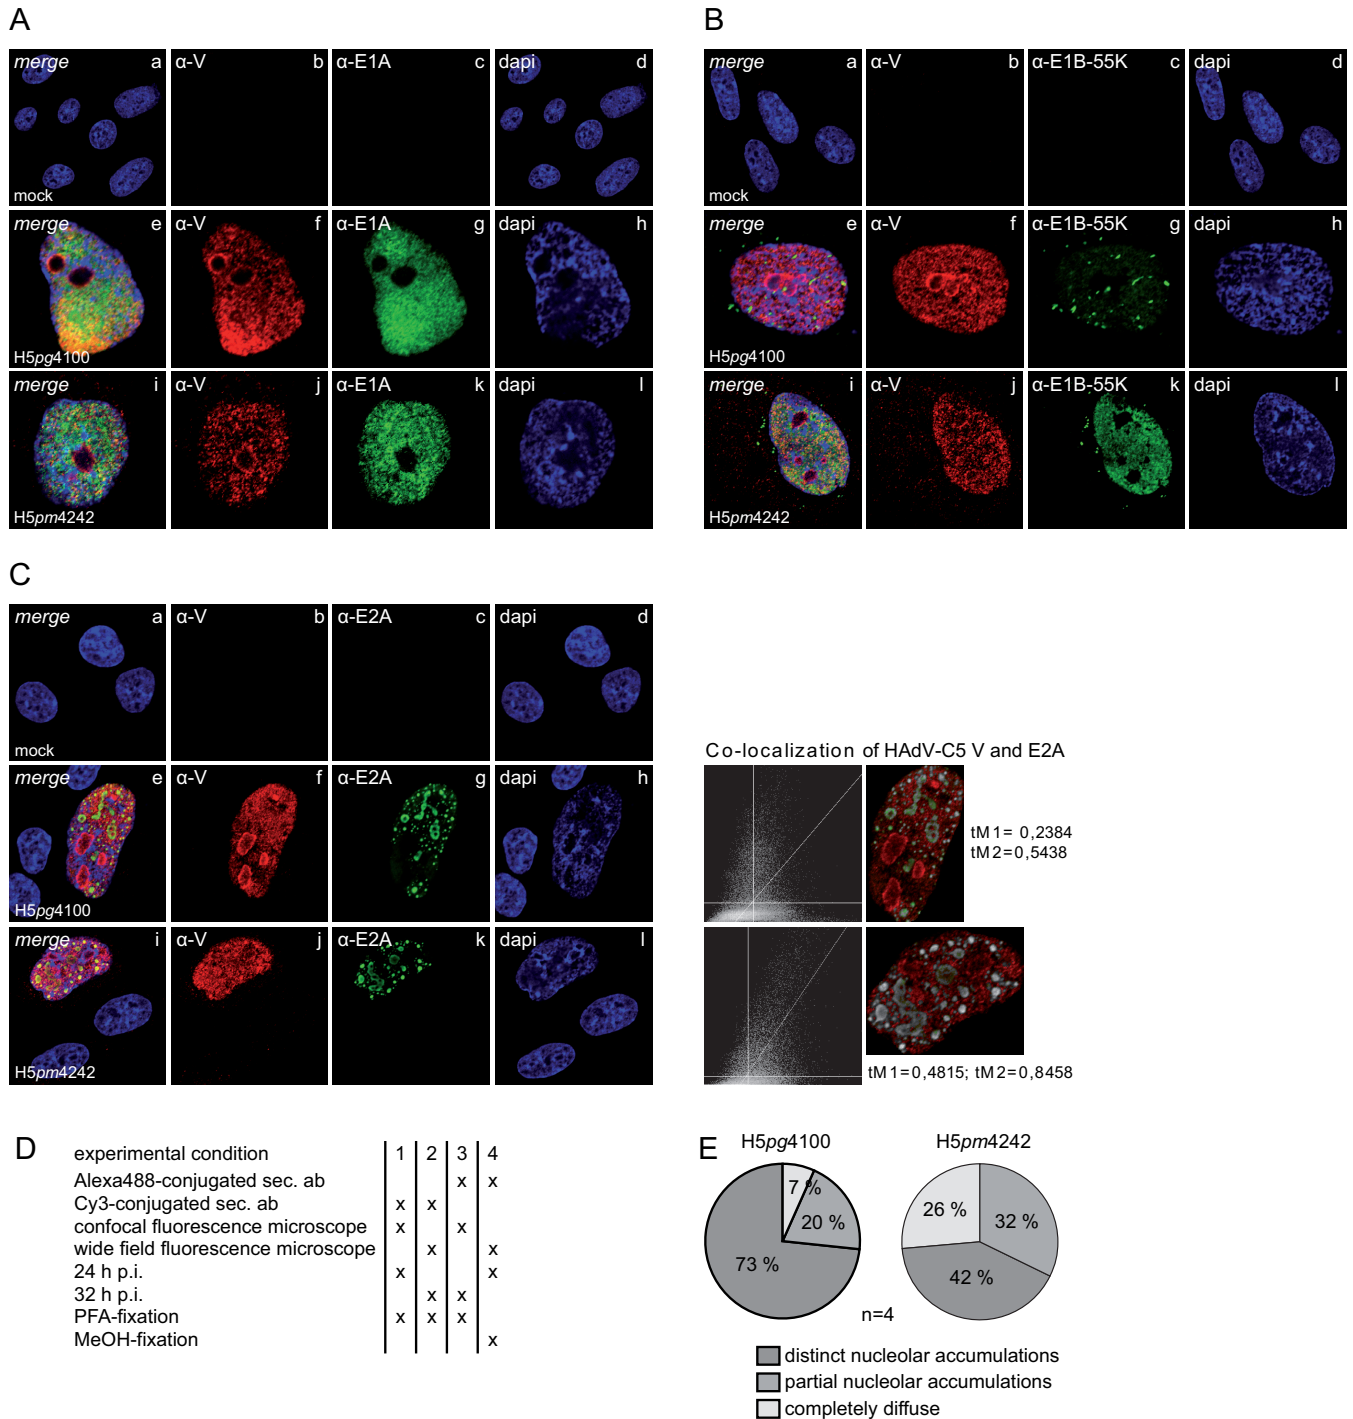 A
merge a α-V b α-E1A c dapi d
mock
merge e α-V f α-E1A g dapi h
H5pg4100
merge i α-V j α-E1A k dapi l
H5pm4242
B
merge a α-V b α-E1B-55K c dapi d
mock
merge e α-V f α-E1B-55K g dapi h
H5pg4100
merge i α-V j α-E1B-55K k dapi l
H5pm4242
C
merge a α-V b α-E2A c dapi d
mock
merge e α-V f α-E2A g dapi h
H5pg4100
merge i α-V j α-E2A k dapi l
H5pm4242
Co-localization of HAdV-C5 V and E2A
tM1= 0,2384
tM2=0,5438
tM1=0,4815; tM2=0,8458
D
experimental condition 1 2 3 4
Alexa488-conjugated sec. ab x x
Cy3-conjugated sec. ab x x
confocal fluorescence microscope x x
wide field fluorescence microscope x x
24 h p.i. x x
32 h p.i. x x
PFA-fixation x x x
MeOH-fixation x
E
H5pg4100 H5pm4242
7 %
20 %
73 %
26 %
32 %
42 %
n=4
distinct nucleolar accumulations
partial nucleolar accumulations
completely diffuse